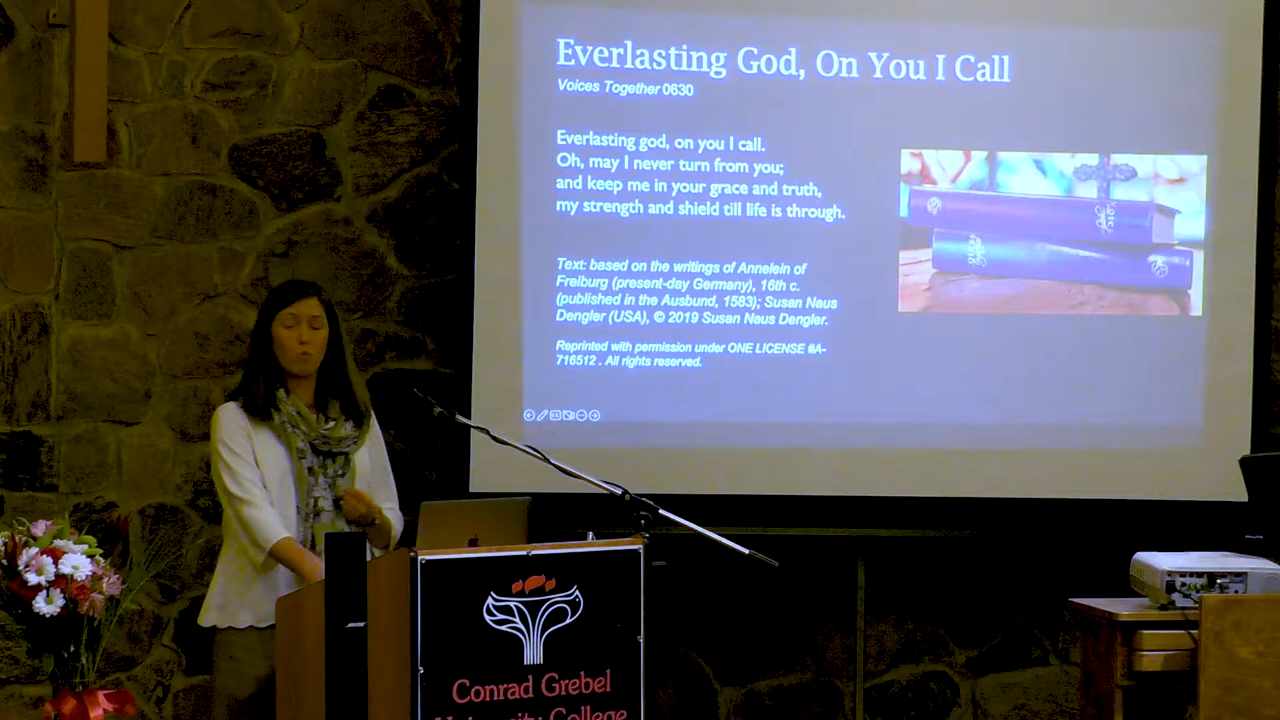 Everlasting God, On You I Call
Voices Together 0630
Everlasting god, on you I call.
Oh, may I never turn from you;
and keep me in your grace and truth,
my strength and shield till life is through.
Text: based on the writings of Annelein of
Freiburg (present-day Germany), 16th c.
(published in the Ausbund, 1583); Susan Naus
Dengler (USA), © 2019 Susan Naus Dengler.
Reprinted with permission under ONE LICENSE #A-
716512 . All rights reserved.
Conrad Grebel
University College